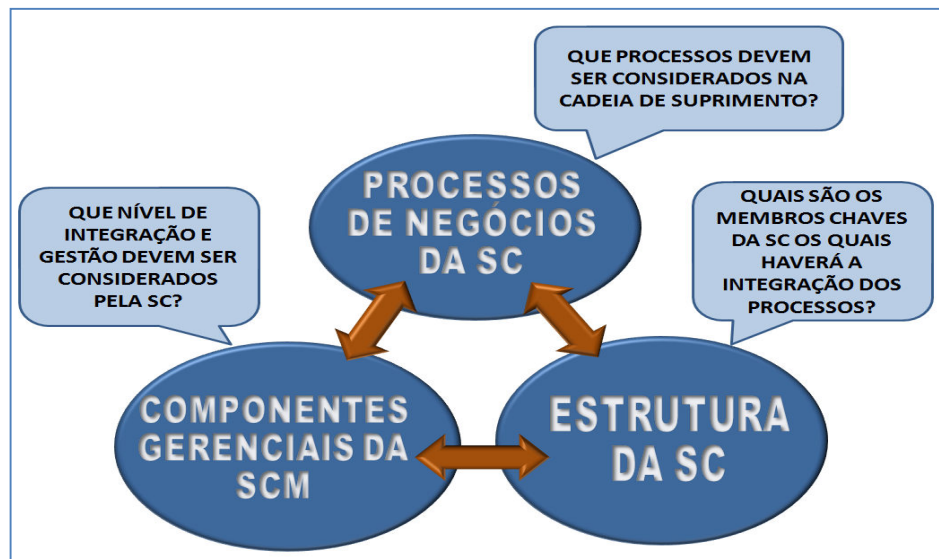 QUE PROCESSOS DEVEM
SER CONSIDERADOS NA
CADEIA DE SUPRIMENTO?
PROCESSOS
DE NEGÓCIOS
DA SC
QUE NÍVEL DE
INTEGRAÇÃO E
GESTÃO DEVEM SER
CONSIDERADOS
PELA SC?
QUAIS SÃO OS
MEMBROS CHAVES
DA SC OS QUAIS
HAVERÁ A
INTEGRAÇÃO DOS
PROCESSOS?
COMPONENTES
GERENCIAIS DA
SCM
ESTRUTURA
DA SC